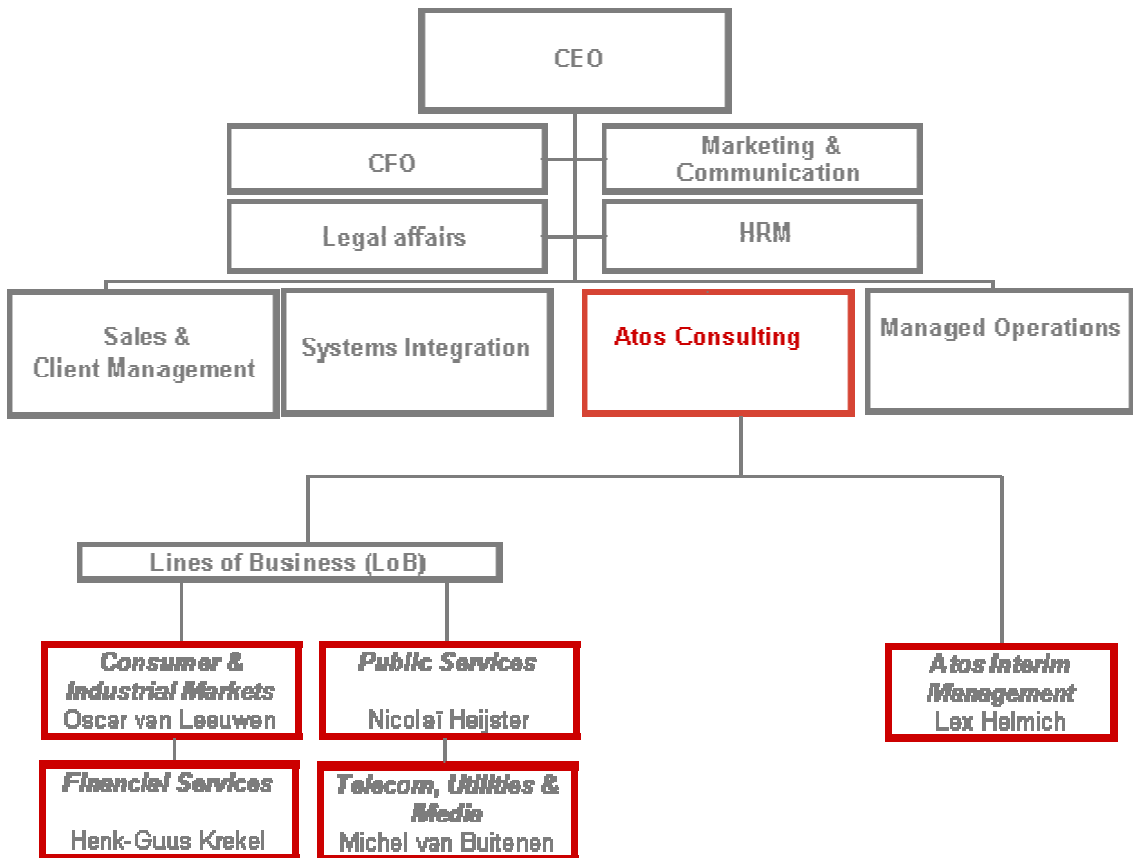 CEO
CFO
Marketing &
Communication
Legal affairs
HRM
Sales &
Client Management
Systems Integration
Atos Consulting
Managed Operations
Lines of Business (LoB)
Consumer &
Industrial Markets
Oscar van Leeuwen
Public Services
Nicolaï Heijster
Atos Interim
Management
Lex Helmich
Financial Services
Henk-Guus Krekel
Telecom, Utilities &
Media
Michel van Buitenen